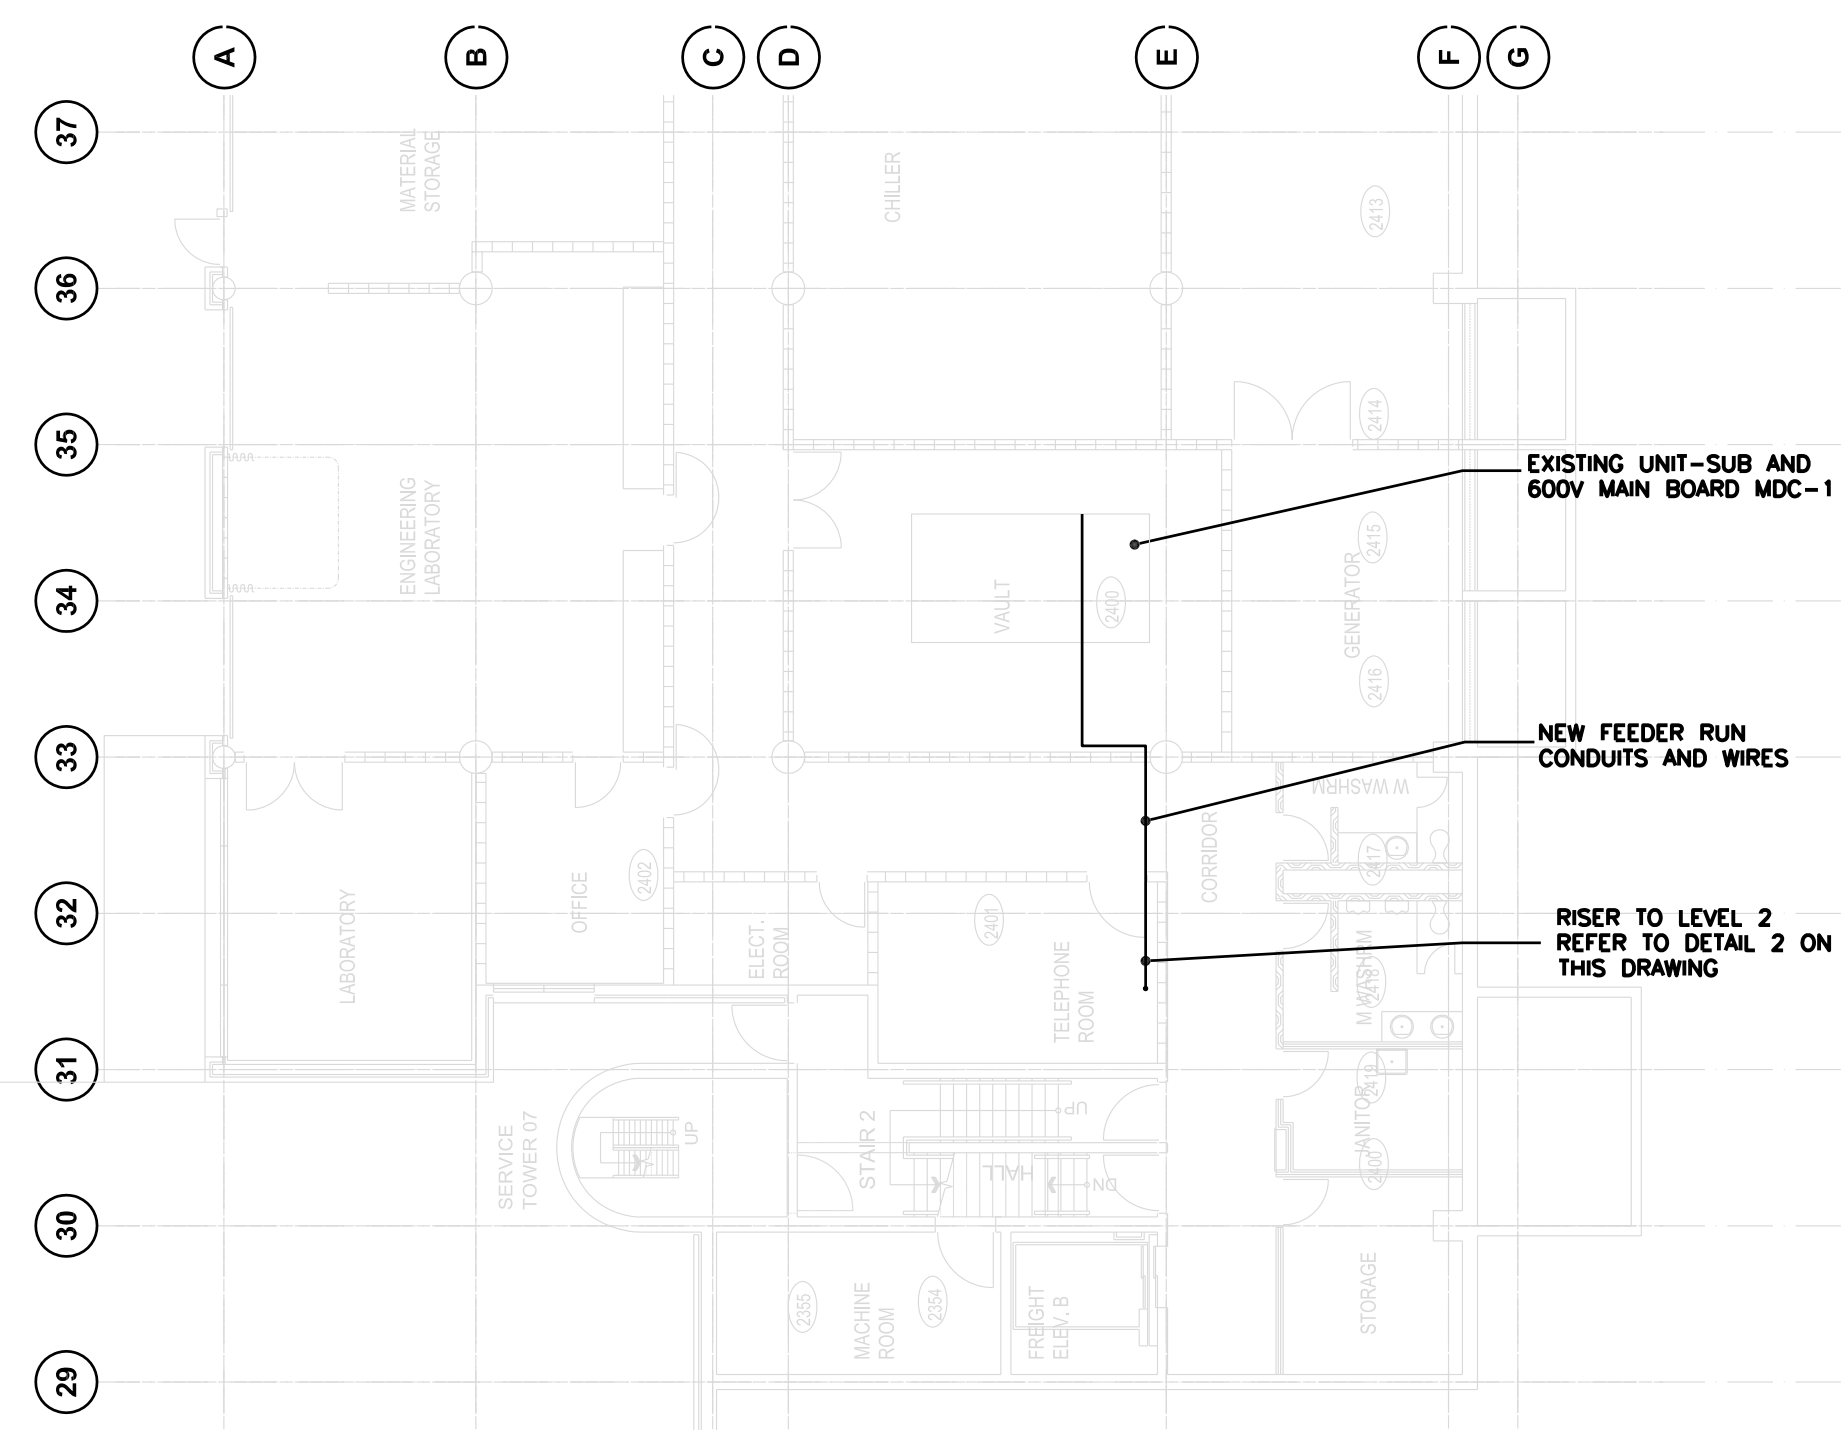 A
B
C
D
E
F
G
37
36
35
34
33
32
31
30
29
MATERIAL
STORAGE
CHILLER
2413
2414
EXISTING UNIT-SUB AND
600V MAIN BOARD MDC-1
ENGINEERING
LABORATORY
VAULT
2400
2415
GENERATOR
2416
NEW FEEDER RUN
CONDUITS AND WIRES
W WASHRM
CORRIDOR
2417
LABORATORY
OFFICE
2402
ELECT.
ROOM
2401
TELEPHONE
ROOM
RISER TO LEVEL 2
REFER TO DETAIL 2 ON
THIS DRAWING
M WASHRM
2418
2419
JANITOR
2400
SERVICE
TOWER 07
UP
STAIR 2
UP
HALL
DN
2355
MACHINE
ROOM
2354
FREIGHT
ELEV. B
STORAGE